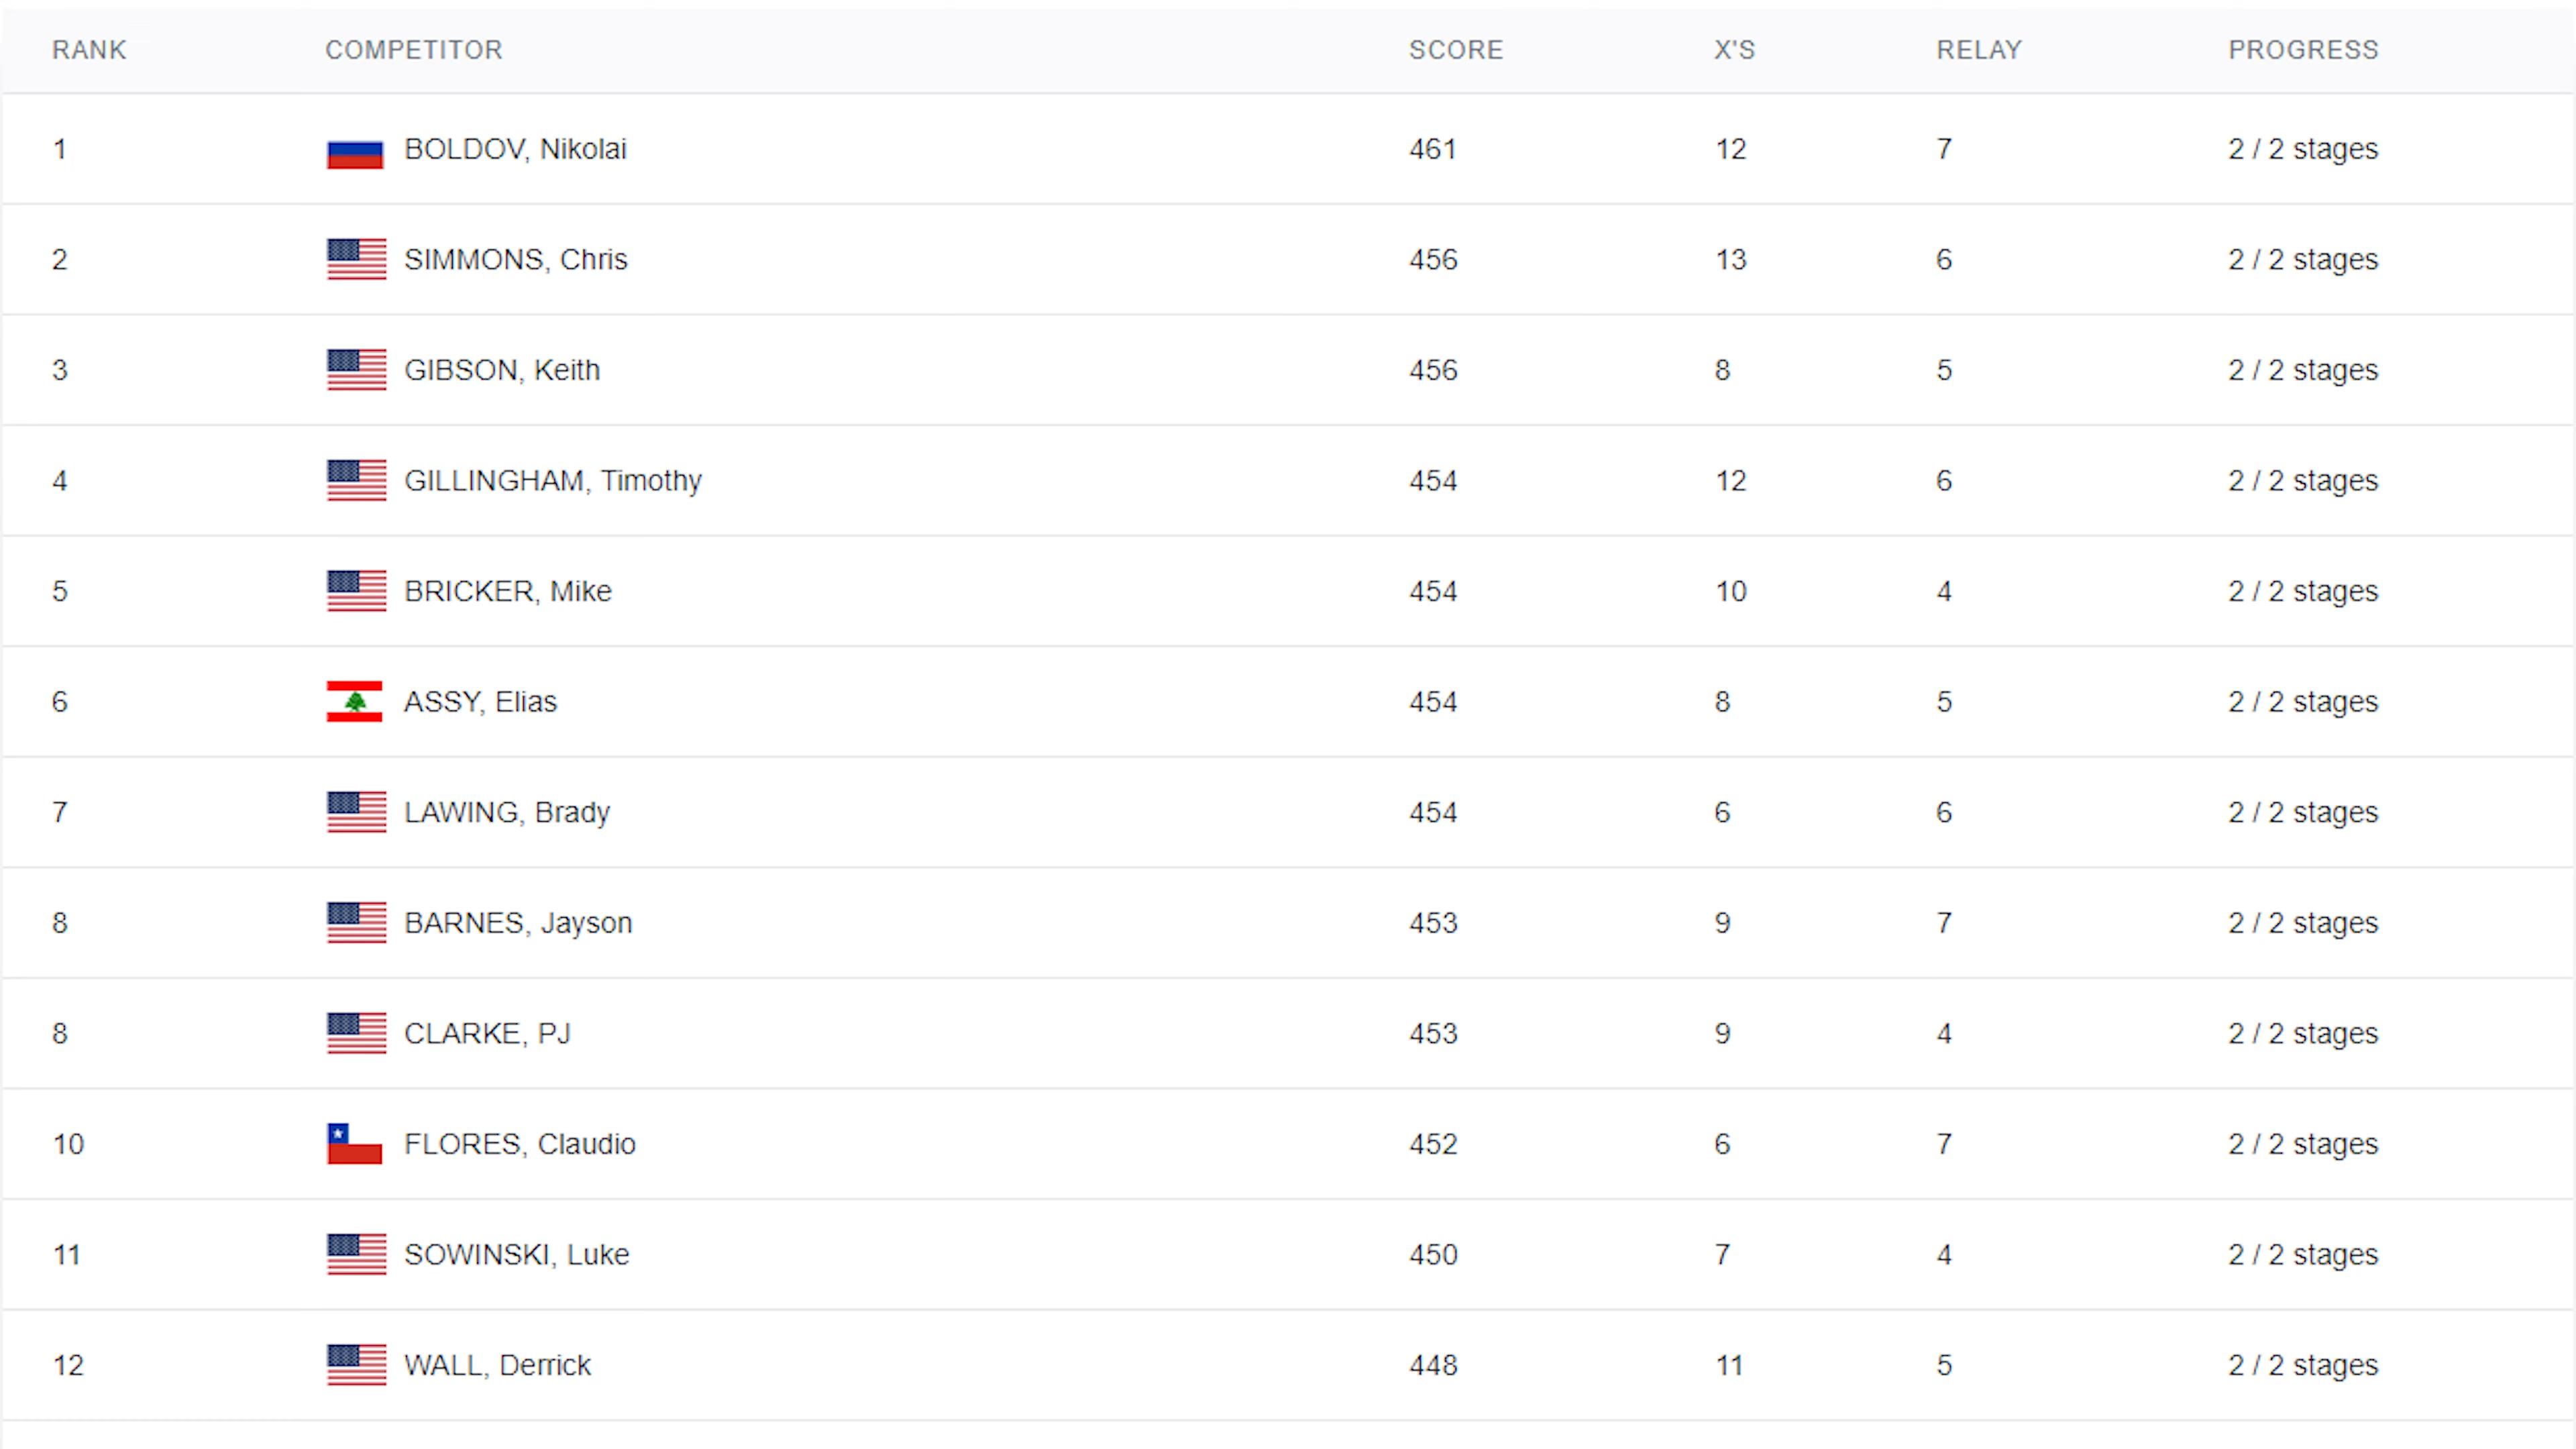 RANK COMPETITOR SCORE X'S RELAY PROGRESS
1 BOLDOV, Nikolai 461 12 7 2 / 2 stages
2 SIMMONS, Chris 456 13 6 2 / 2 stages
3 GIBSON, Keith 456 8 5 2 / 2 stages
4 GILLINGHAM, Timothy 454 12 6 2 / 2 stages
5 BRICKER, Mike 454 10 4 2 / 2 stages
6 ASSY, Elias 454 8 5 2 / 2 stages
7 LAWING, Brady 454 6 6 2 / 2 stages
8 BARNES, Jayson 453 9 7 2 / 2 stages
8 CLARKE, PJ 453 9 4 2 / 2 stages
10 FLORES, Claudio 452 6 7 2 / 2 stages
11 SOWINSKI, Luke 450 7 4 2 / 2 stages
12 WALL, Derrick 448 11 5 2 / 2 stages